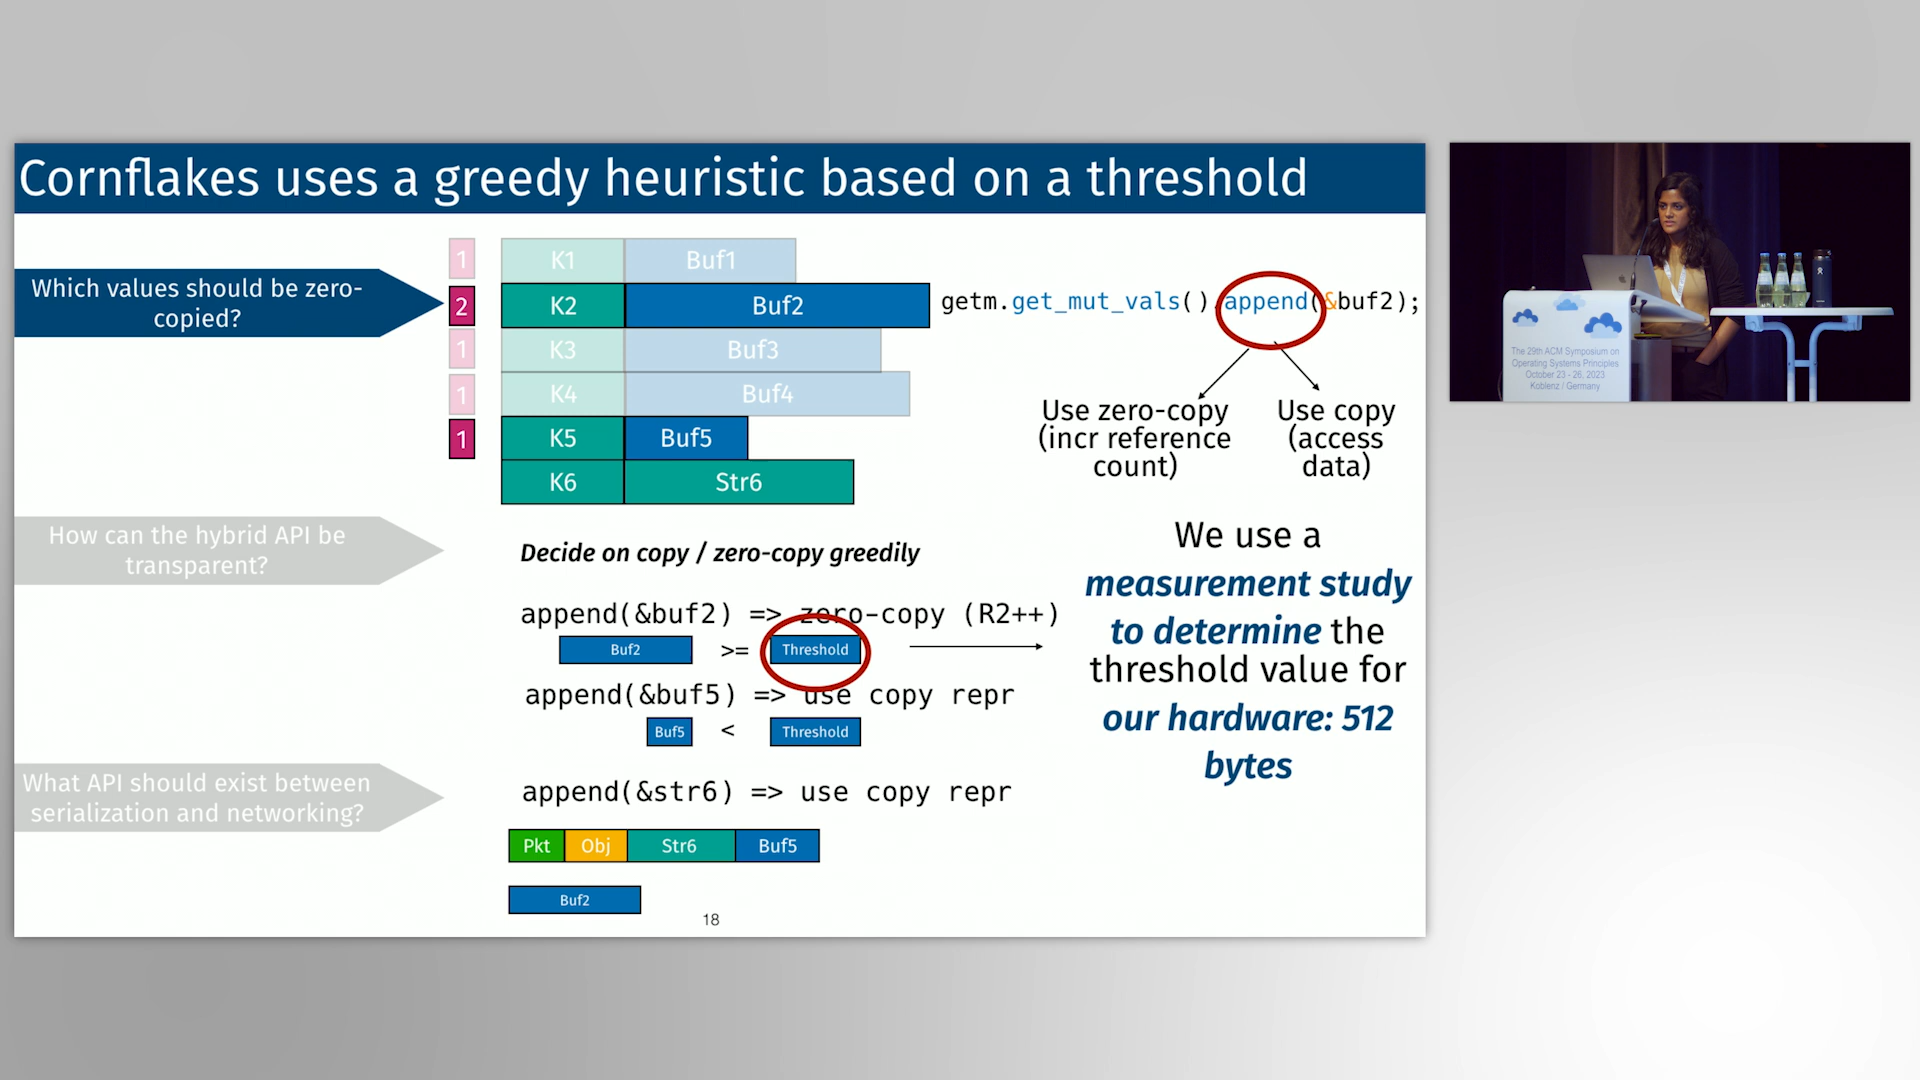 Cornflakes uses a greedy heuristic based on a threshold
Which values should be zero-
copied?
1 K1 Buf1
2 K2 Buf2
1 K3 Buf3
1 K4 Buf4
1 K5 Buf5
K6 Str6
getm.get_mut_vals().append(&buf2);
Use zero-copy
(incr reference
count)
Use copy
(access
data)
How can the hybrid API be
transparent?
Decide on copy / zero-copy greedily
append(&buf2) => zero-copy (R2++)
Buf2 >= Threshold
append(&buf5) => use copy repr
Buf5 < Threshold
We use a
measurement study
to determine the
threshold value for
our hardware: 512
bytes
What API should exist between
serialization and networking?
append(&str6) => use copy repr
Pkt Obj Str6 Buf5
Buf2
18
The 29th ACM Symposium on
Operating Systems Principles
October 23 - 26, 2023
Koblenz / Germany